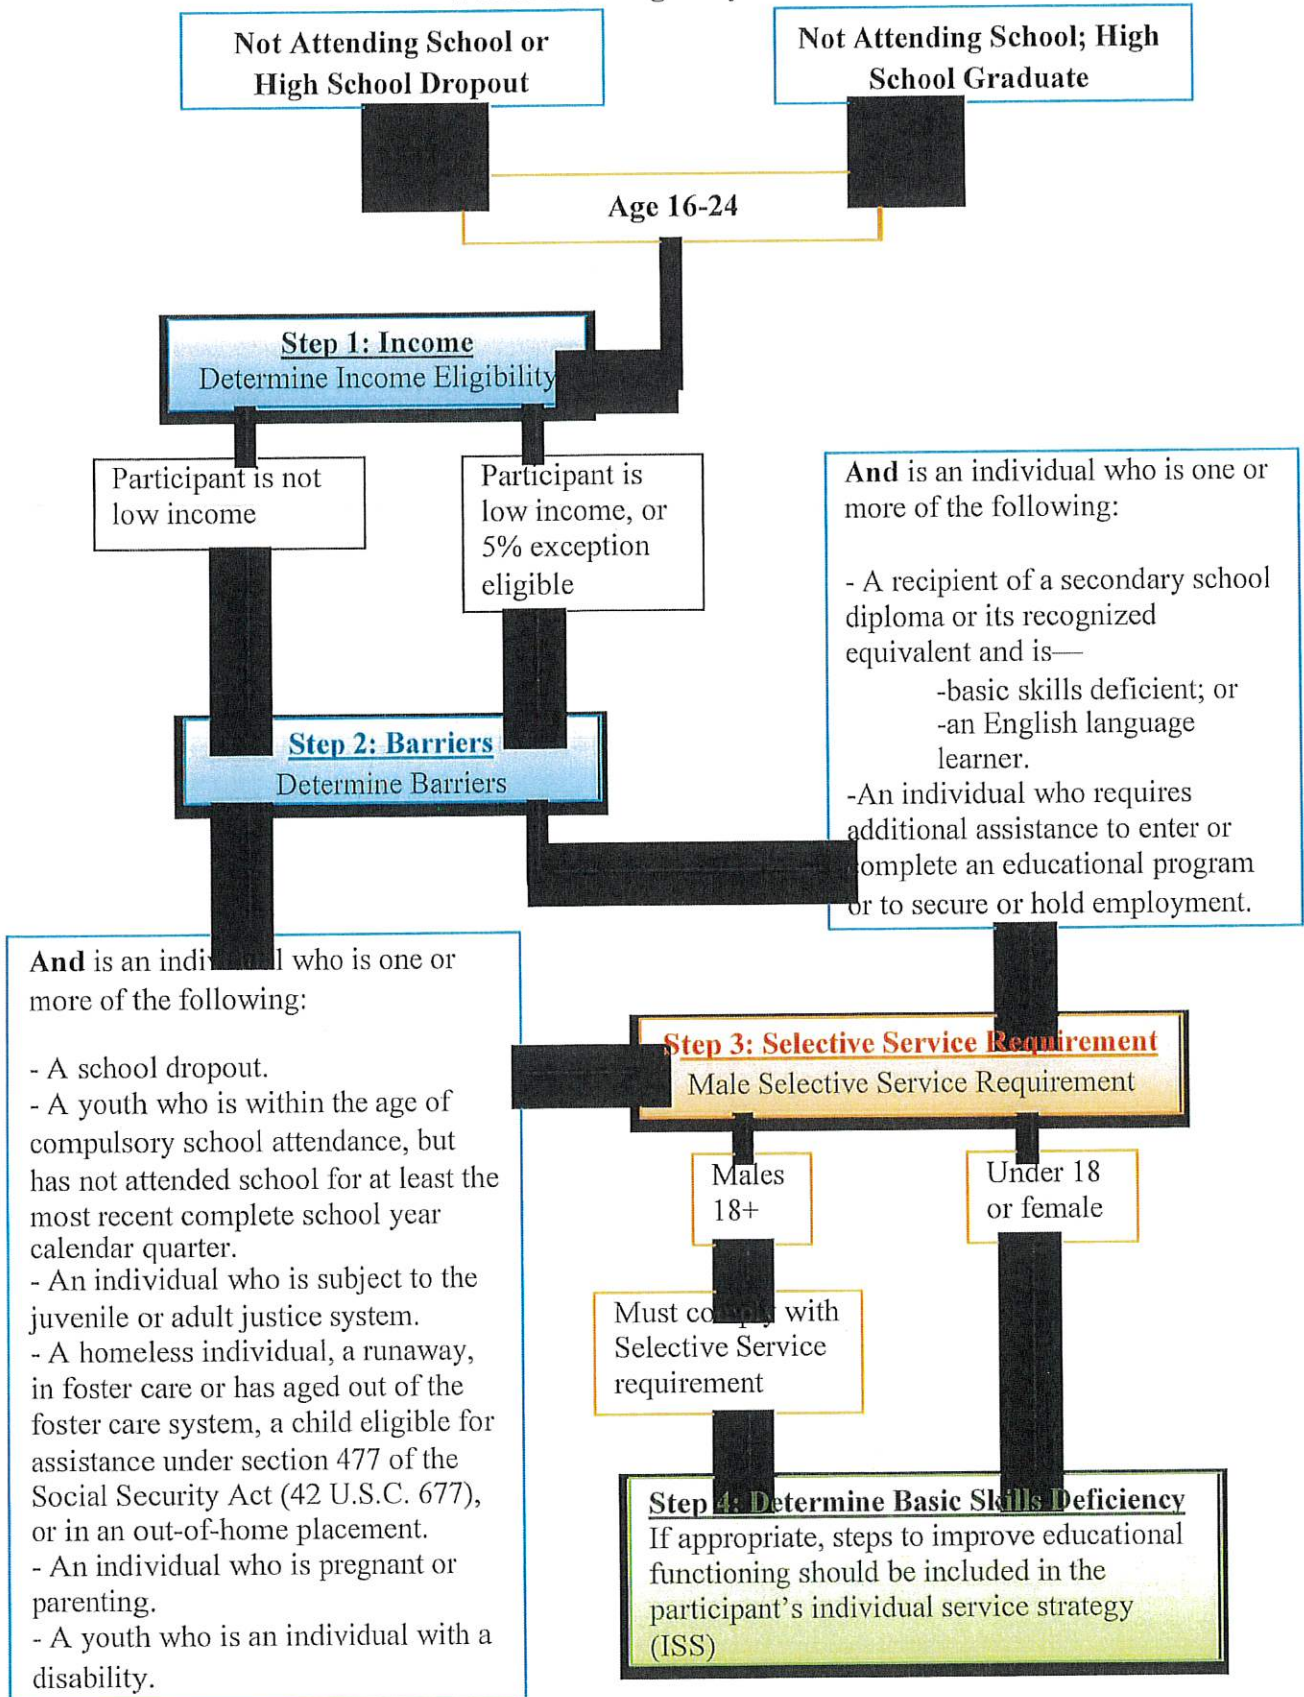 Not Attending School or
High School Dropout
Not Attending School; High
School Graduate
Age 16-24
Step 1: Income
Determine Income Eligibility
Participant is not
low income
Participant is
low income, or
5% exception
eligible
And is an individual who is one or
more of the following:
- A recipient of a secondary school
diploma or its recognized
equivalent and is—
-basic skills deficient; or
-an English language
learner.
-An individual who requires
additional assistance to enter or
complete an educational program
or to secure or hold employment.
Step 2: Barriers
Determine Barriers
And is an individual who is one or
more of the following:
- A school dropout.
- A youth who is within the age of
compulsory school attendance, but
has not attended school for at least the
most recent complete school year
calendar quarter.
- An individual who is subject to the
juvenile or adult justice system.
- A homeless individual, a runaway,
in foster care or has aged out of the
foster care system, a child eligible for
assistance under section 477 of the
Social Security Act (42 U.S.C. 677),
or in an out-of-home placement.
- An individual who is pregnant or
parenting.
- A youth who is an individual with a
disability.
Step 3: Selective Service Requirement
Male Selective Service Requirement
Males
18+
Under 18
or female
Must comply with
Selective Service
requirement
Step 4: Determine Basic Skills Deficiency
If appropriate, steps to improve educational
functioning should be included in the
participant's individual service strategy
(ISS)